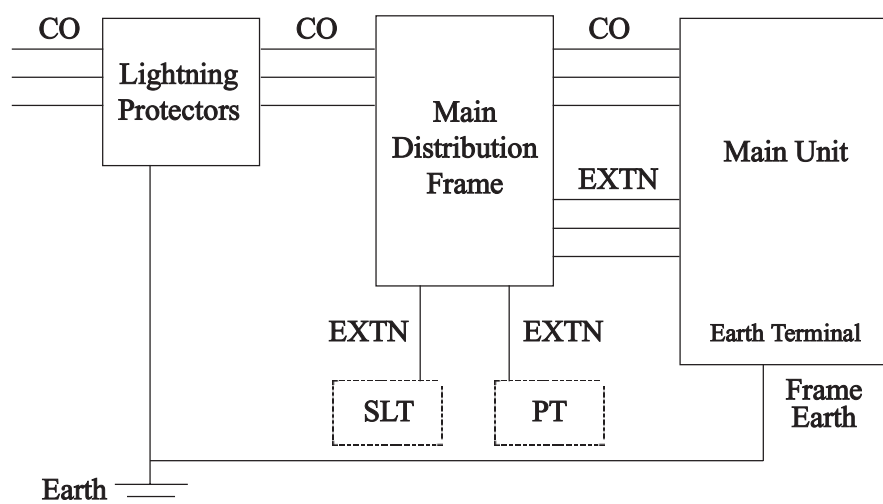 CO
CO
CO
Lightning
Protectors
Main
Distribution
Frame
Main Unit
EXTN
EXTN
EXTN
Earth Terminal
SLT
PT
Frame
Earth
Earth